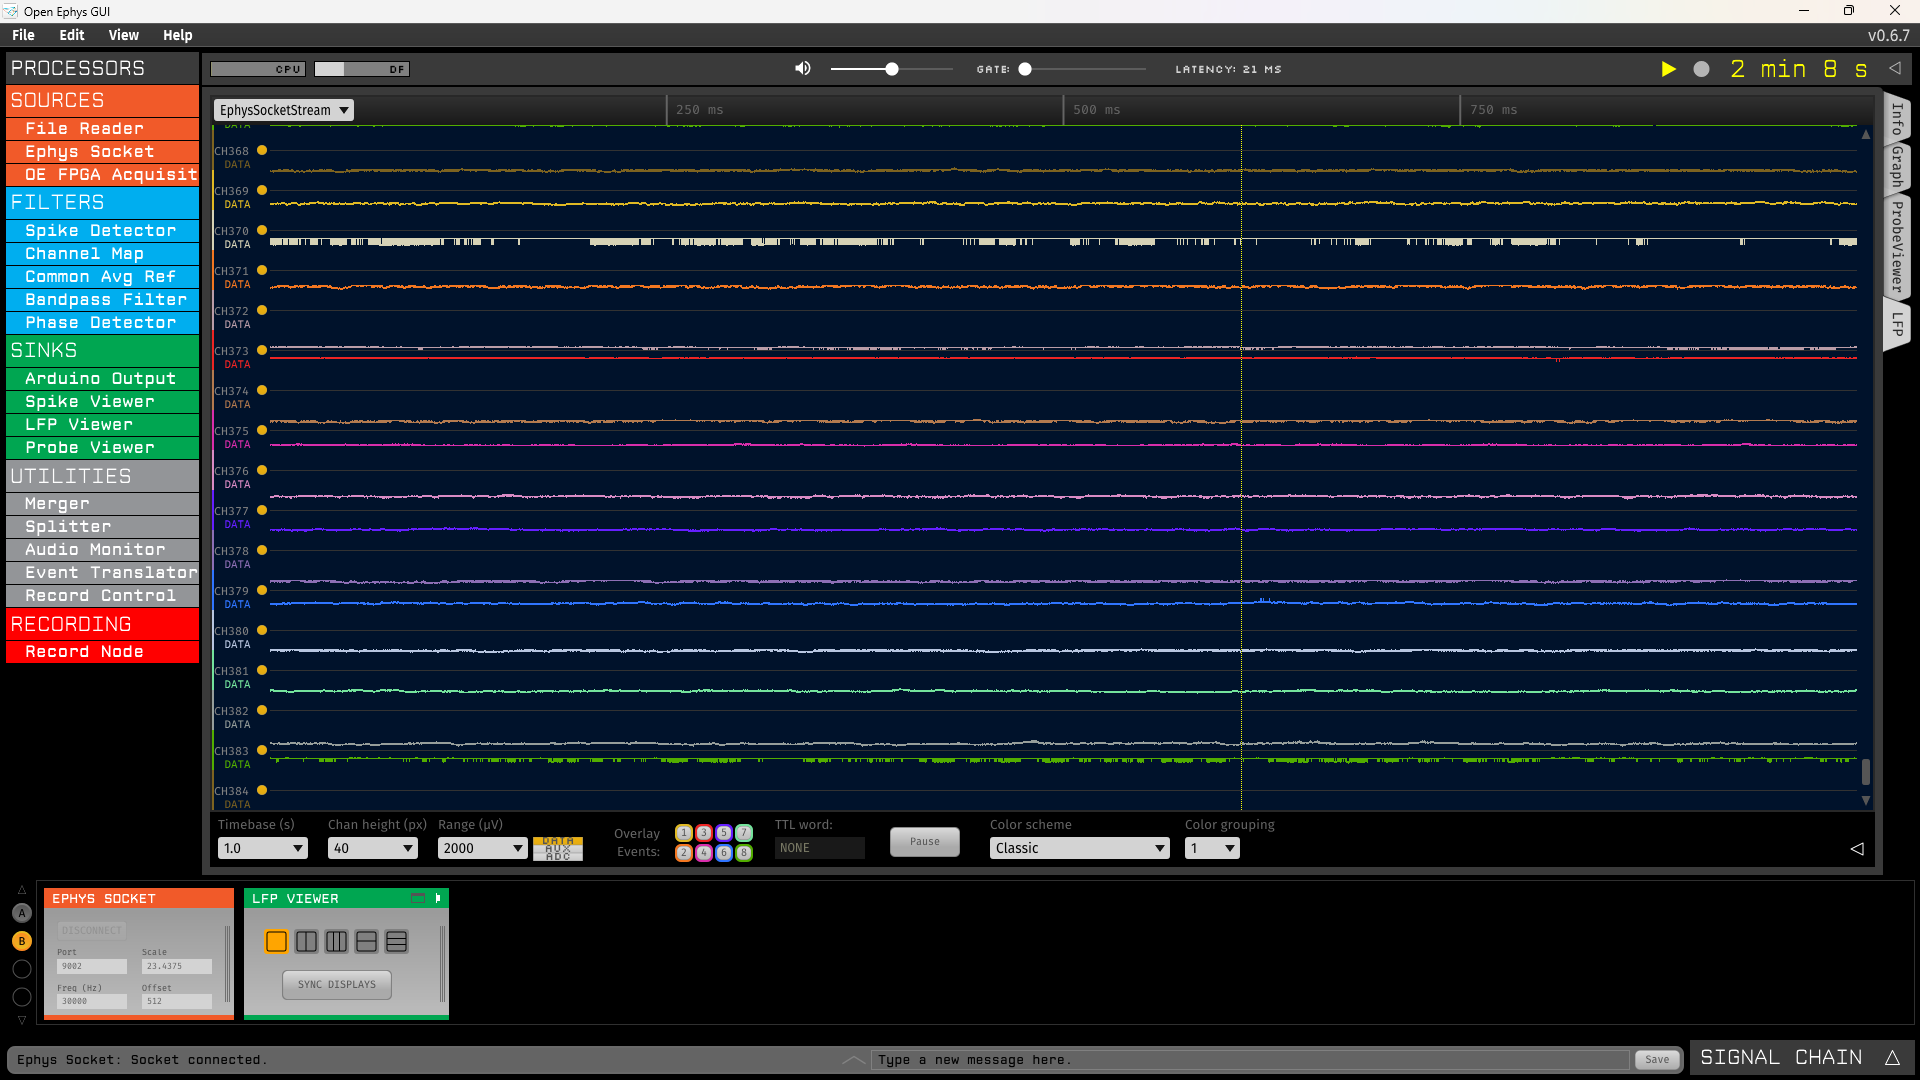 Open Ephys GUI
File Edit View Help
v0.6.7
PROCESSORS
SOURCES
File Reader
Ephys Socket
OE FPGA Acquisit
FILTERS
Spike Detector
Channel Map
Common Avg Ref
Bandpass Filter
Phase Detector
SINKS
Arduino Output
Spike Viewer
LFP Viewer
Probe Viewer
UTILITIES
Merger
Splitter
Audio Monitor
Event Translator
Record Control
RECORDING
Record Node
CPU
DF
GATE:
LATENCY: 21 MS
2 min 8 s
EphysSocketStream
250 ms
500 ms
750 ms
DATA
CH368
DATA
CH369
DATA
CH370
DATA
CH371
DATA
CH372
DATA
CH373
DATA
CH374
DATA
CH375
DATA
CH376
DATA
CH377
DATA
CH378
DATA
CH379
DATA
CH380
DATA
CH381
DATA
CH382
DATA
CH383
DATA
CH384
DATA
Info
Graph
ProbeViewer
LFP
Timebase (s)
1.0
Chan height (px)
40
Range (µV)
2000
DATA
AUX
ADC
Overlay
Events:
1 3 5 7
2 4 6 8
TTL word:
NONE
Pause
Color scheme
Classic
Color grouping
1
A
B
EPHYS SOCKET
DISCONNECT
Port
9002
Scale
23.4375
Freq (Hz)
30000
Offset
512
LFP VIEWER
SYNC DISPLAYS
Ephys Socket: Socket connected.
Type a new message here.
Save
SIGNAL CHAIN